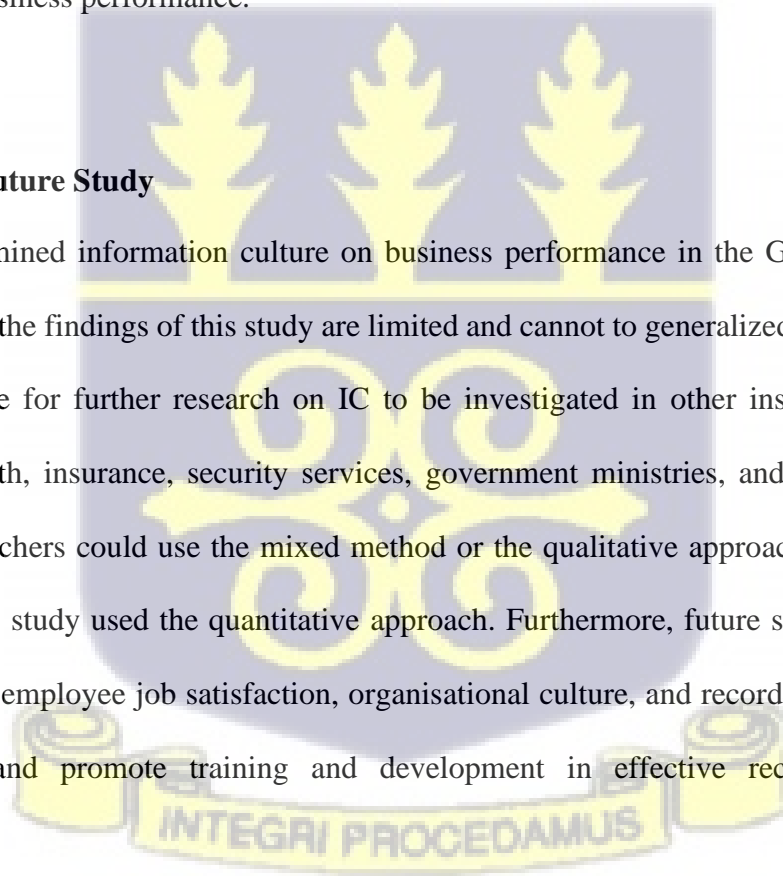 business performance.
Future Study
mined information culture on business performance in the G
the findings of this study are limited and cannot to generalized
e for further research on IC to be investigated in other ins
th, insurance, security services, government ministries, and
chers could use the mixed method or the qualitative approac
study used the quantitative approach. Furthermore, future s
employee job satisfaction, organisational culture, and record
and promote training and development in effective rec
INTEGRI PROCEDAMUS